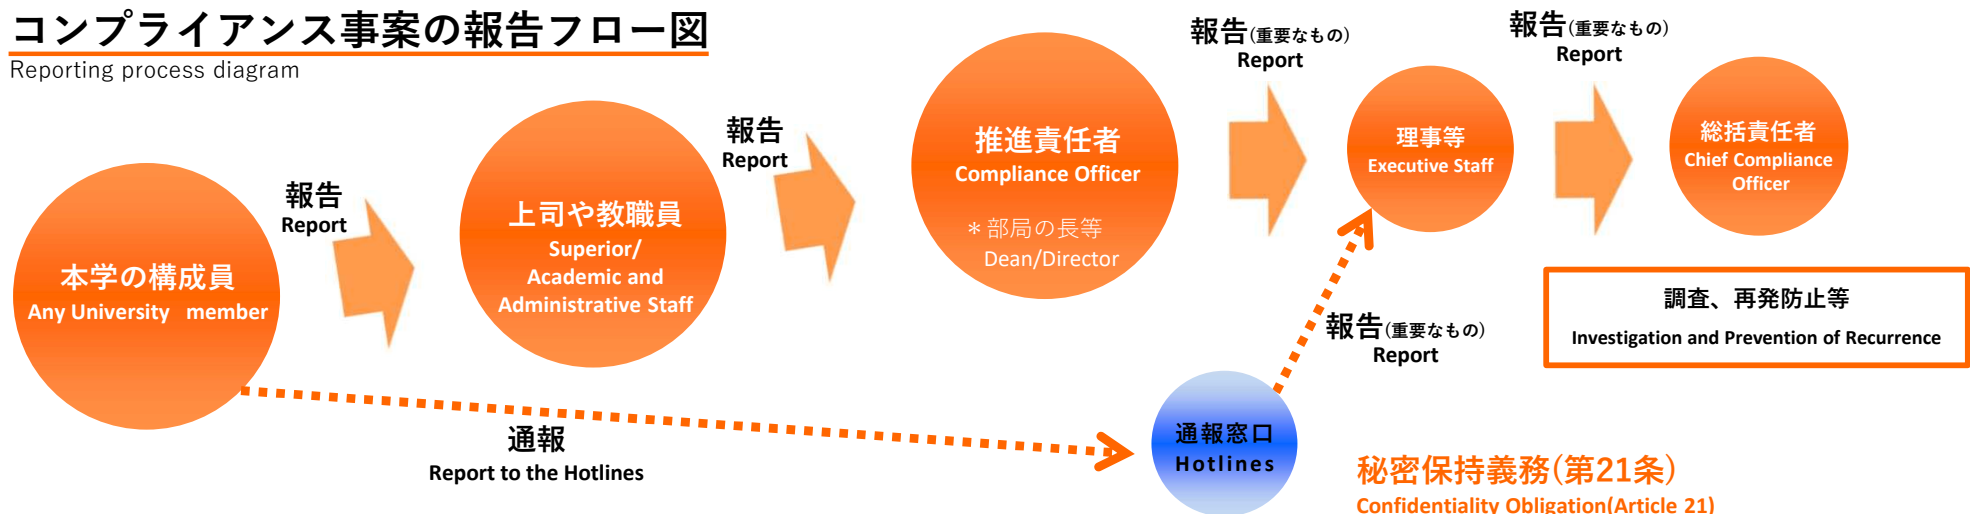 コンプライアンス事案の報告フロー図
Reporting process diagram
本学の構成員
Any University member
報告
Report
上司や教職員
Superior/
Academic and
Administrative Staff
報告
Report
推進責任者
Compliance Officer
＊部局の長等
Dean/Director
報告(重要なもの)
Report
理事等
Executive Staff
報告(重要なもの)
Report
総括責任者
Chief Compliance
Officer
調査、再発防止等
Investigation and Prevention of Recurrence
通報
Report to the Hotlines
通報窓口
Hotlines
報告(重要なもの)
Report
秘密保持義務(第21条)
Confidentiality Obligation(Article 21)